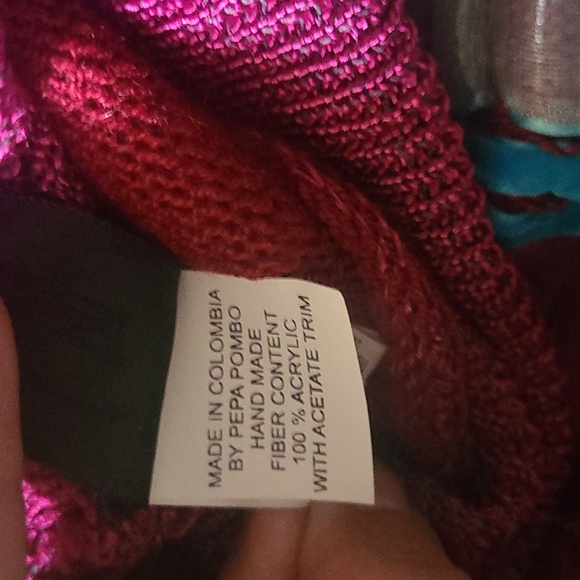 MADE IN COLOMBIA
BY PEPA POMBO
HAND MADE
FIBER CONTENT
100 % ACRYLIC
WITH ACETATE TRIM